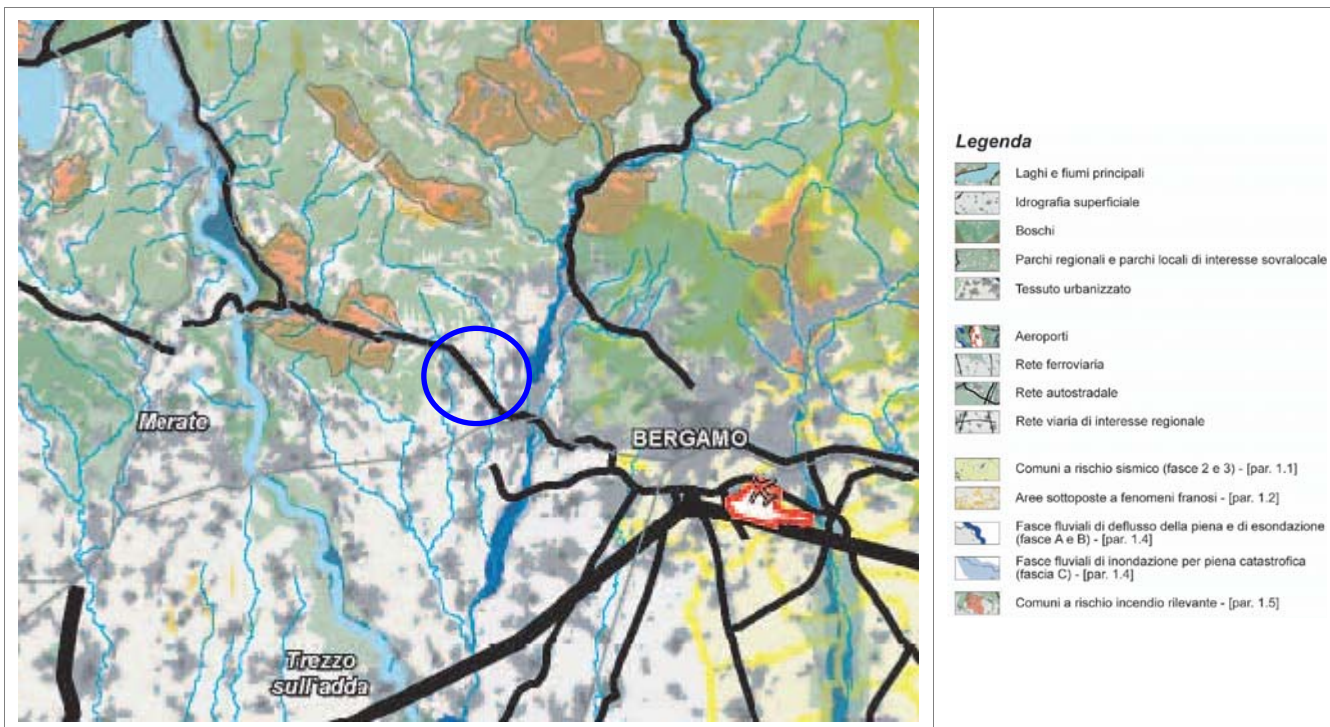 Merate
BERGAMO
Trezzo
sull'adda
Legenda
Laghi e fiumi principali
Idrografia superficiale
Boschi
Parchi regionali e parchi locali di interesse sovralocale
Tessuto urbanizzato
Aeroporti
Rete ferroviaria
Rete autostradale
Rete viaria di interesse regionale
Comuni a rischio sismico (fasce 2 e 3) - [par. 1.1]
Aree sottoposte a fenomeni franosi - [par. 1.2]
Fasce fluviali di deflusso della piena e di esondazione
(fasce A e B) - [par. 1.4]
Fasce fluviali di inondazione per piena catastrofica
(fascia C) - [par. 1.4]
Comuni a rischio incendio rilevante - [par. 1.5]